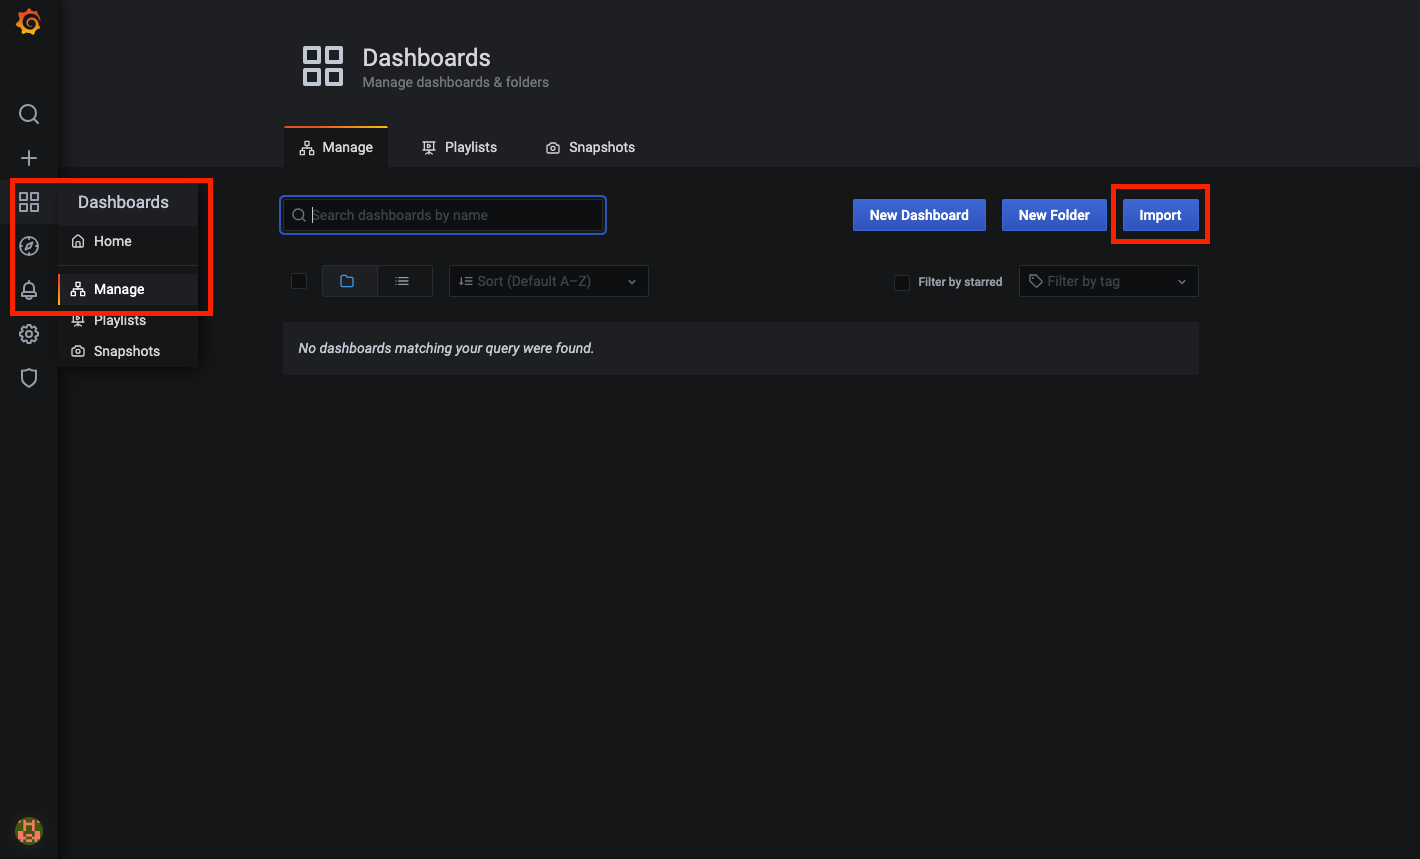 Dashboards
Manage dashboards & folders
Manage
Playlists
Snapshots
Dashboards
Home
Manage
Playlists
Snapshots
Search dashboards by name
New Dashboard
New Folder
Import
Sort (Default A–Z)
Filter by starred
Filter by tag
No dashboards matching your query were found.